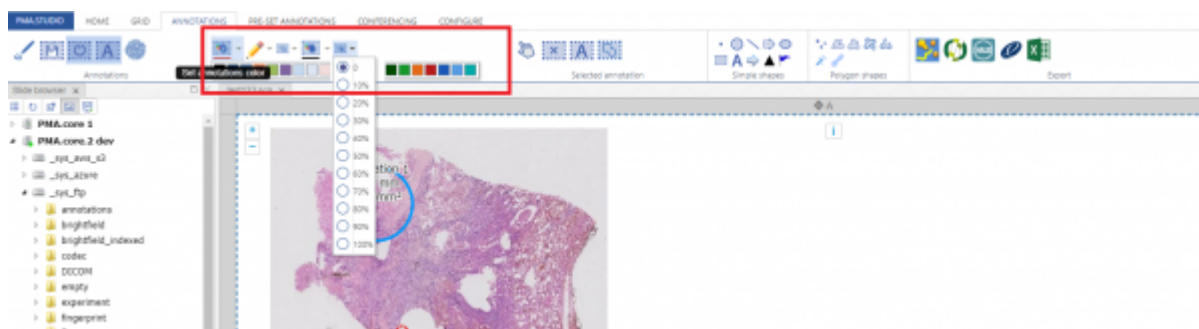 PMA.STUDIO HOME GRID ANNOTATIONS PRE-SET ANNOTATIONS CONFERENCING CONFIGURE
Annotations
Selected annotation
Simple shapes
Polygon shapes
Export
Set annotations color
Slide browser
A
0
10%
20%
30%
40%
50%
60%
70%
80%
90%
100%
PMA.core 1
PMA.core.2 dev
_sys_aws_s3
_sys_azure
_sys_ftp
annotations
brightfield
brightfield_indexed
codec
DICOM
empty
experiment
fingerprint